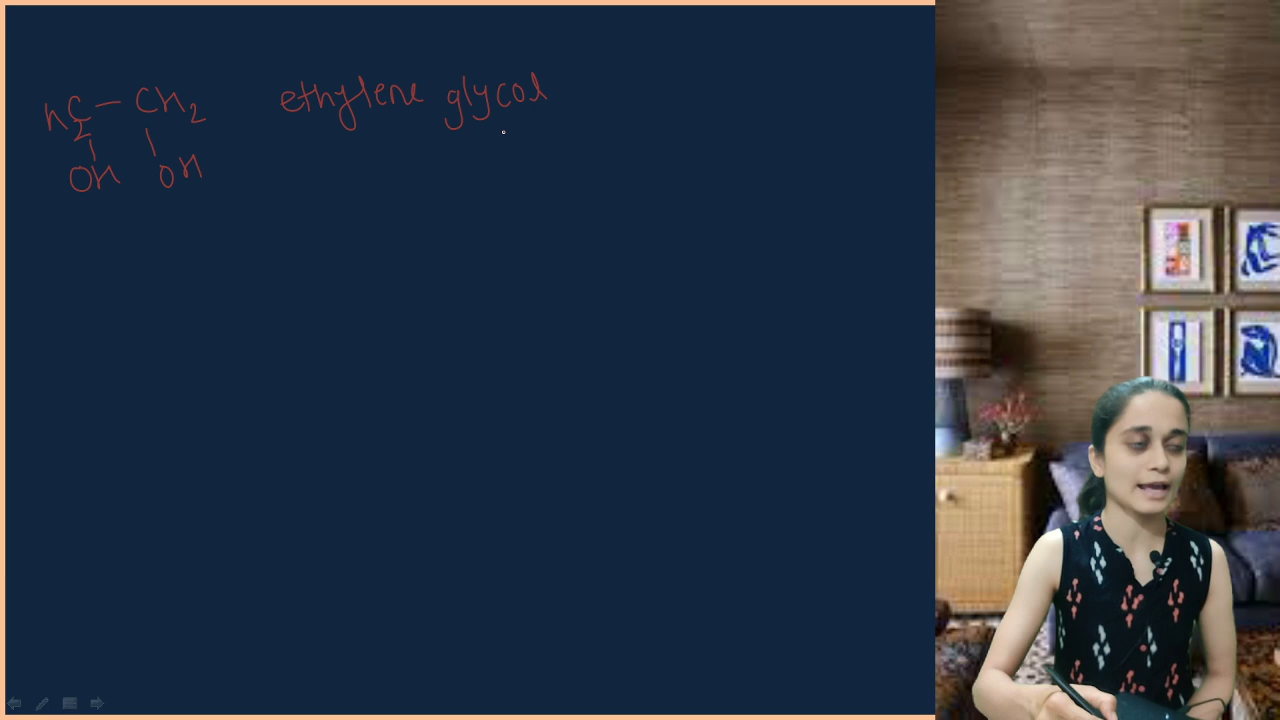 H₂C — CH₂ ethylene glycol
OH OH